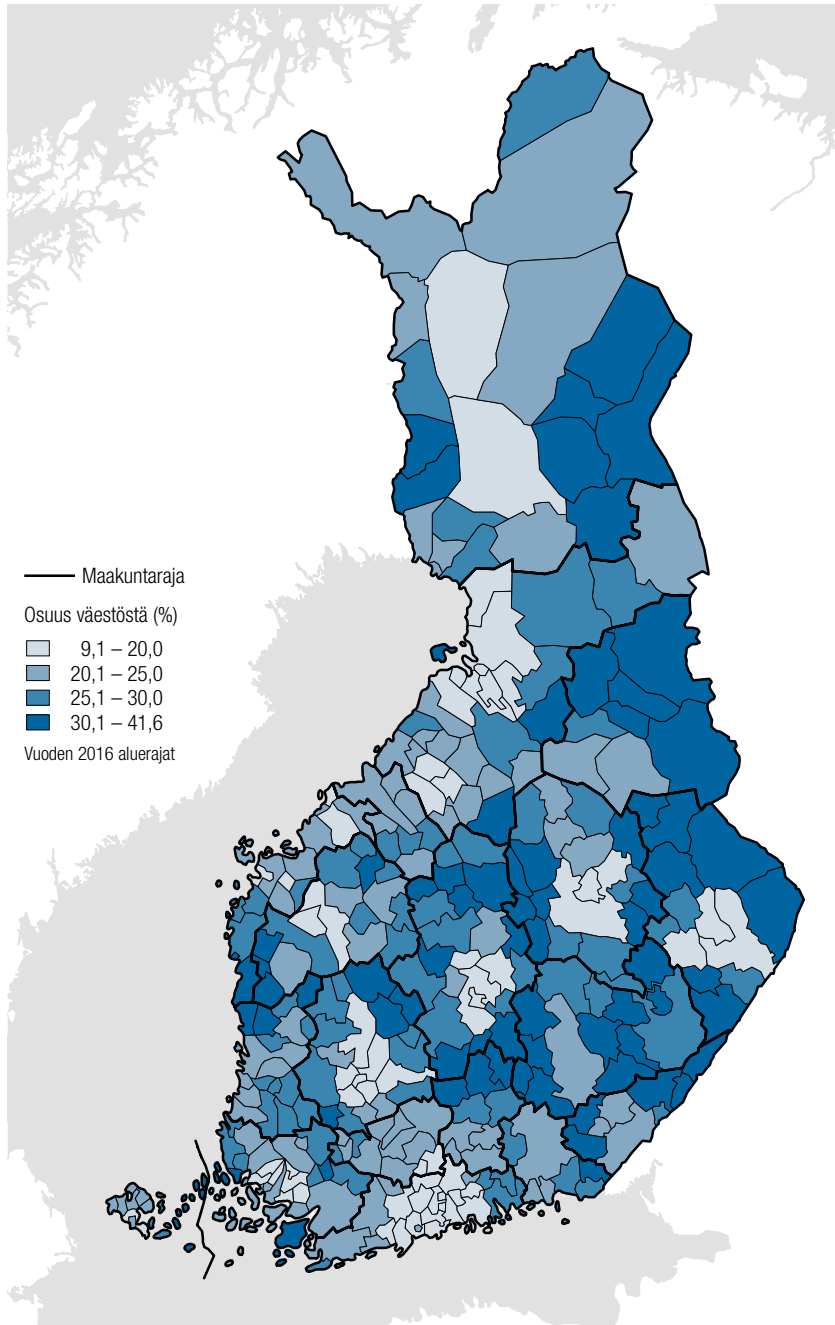 Maakuntaraja
Osuus väestöstä (%)
9,1 – 20,0
20,1 – 25,0
25,1 – 30,0
30,1 – 41,6
Vuoden 2016 aluerajat